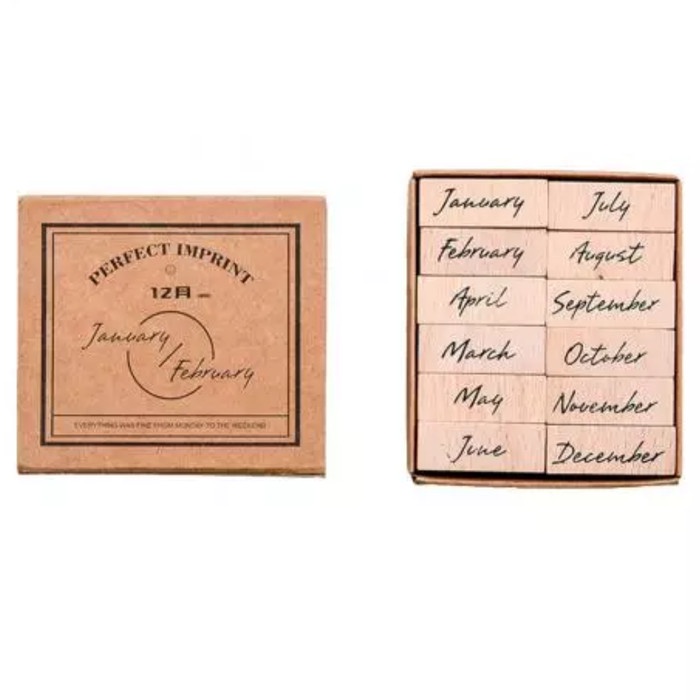 PERFECT IMPRINT
12月
January
February
EVERYTHING WAS FINE FROM MONDAY TO THE WEEKEND
January
February
April
March
May
June
July
August
September
October
November
December